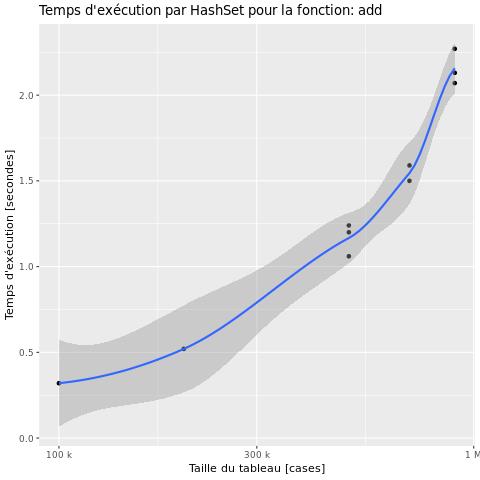 Temps d'exécution par HashSet pour la fonction: add
Temps d'exécution [secondes]
2.0
1.5
1.0
0.5
0.0
100 k
300 k
1 M
Taille du tableau [cases]